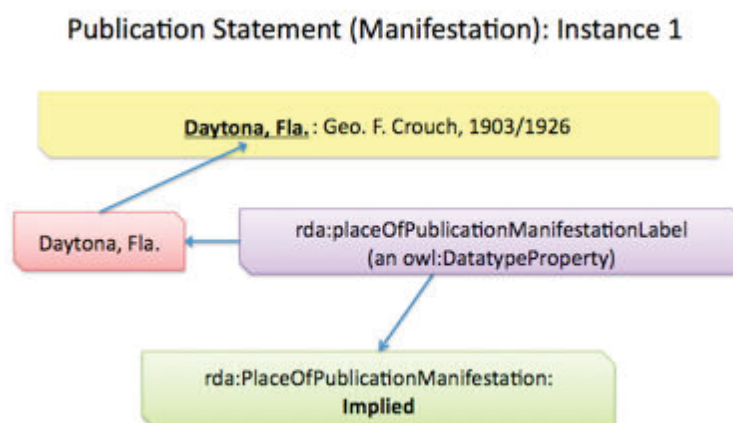 Publication Statement (Manifestation): Instance 1
Daytona, Fla. : Geo. F. Crouch, 1903/1926
Daytona, Fla.
rda:placeOfPublicationManifestationLabel
(an owl:DatatypeProperty)
rda:PlaceOfPublicationManifestation:
Implied